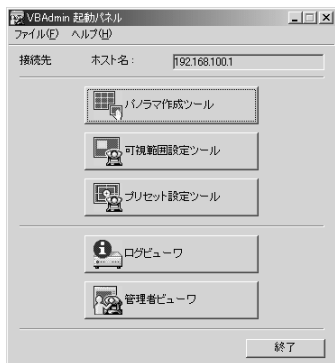 VBAdmin 起動パネル
ファイル(F) ヘルプ(H)
接続先 ホスト名: 192.168.100.1
パノラマ作成ツール
可視範囲設定ツール
プリセット設定ツール
ログビューワ
管理者ビューワ
終了